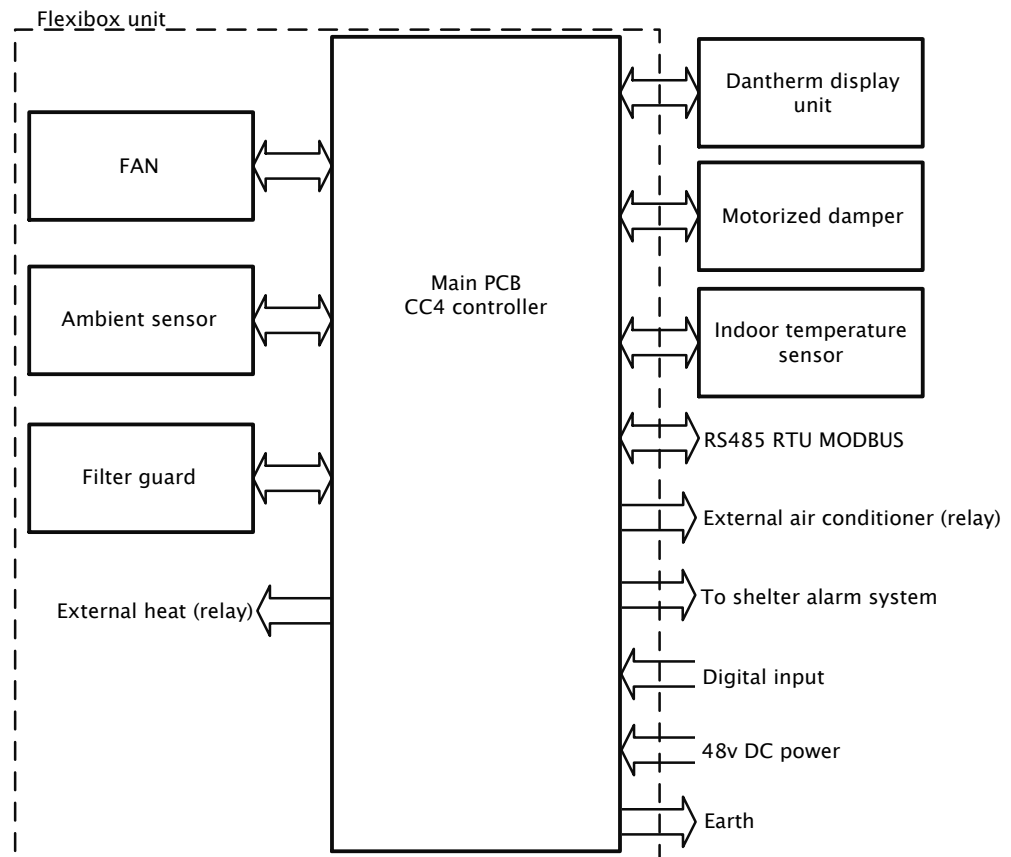 Flexibox unit
FAN
Ambient sensor
Filter guard
External heat (relay)
Main PCB
CC4 controller
Dantherm display
unit
Motorized damper
Indoor temperature
sensor
RS485 RTU MODBUS
External air conditioner (relay)
To shelter alarm system
Digital input
48v DC power
Earth